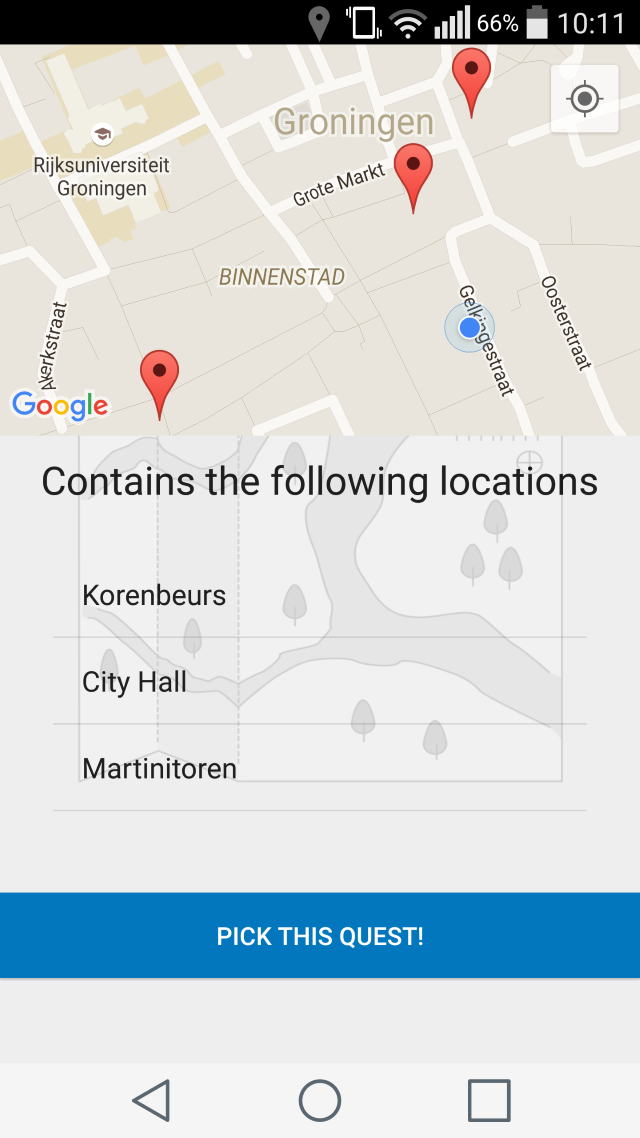 66% 10:11
Groningen
Rijksuniversiteit
Groningen
Grote Markt
BINNENSTAD
Gelkingestraat
Oosterstraat
Akerkstraat
Google
Contains the following locations
Korenbeurs
City Hall
Martinitoren
PICK THIS QUEST!